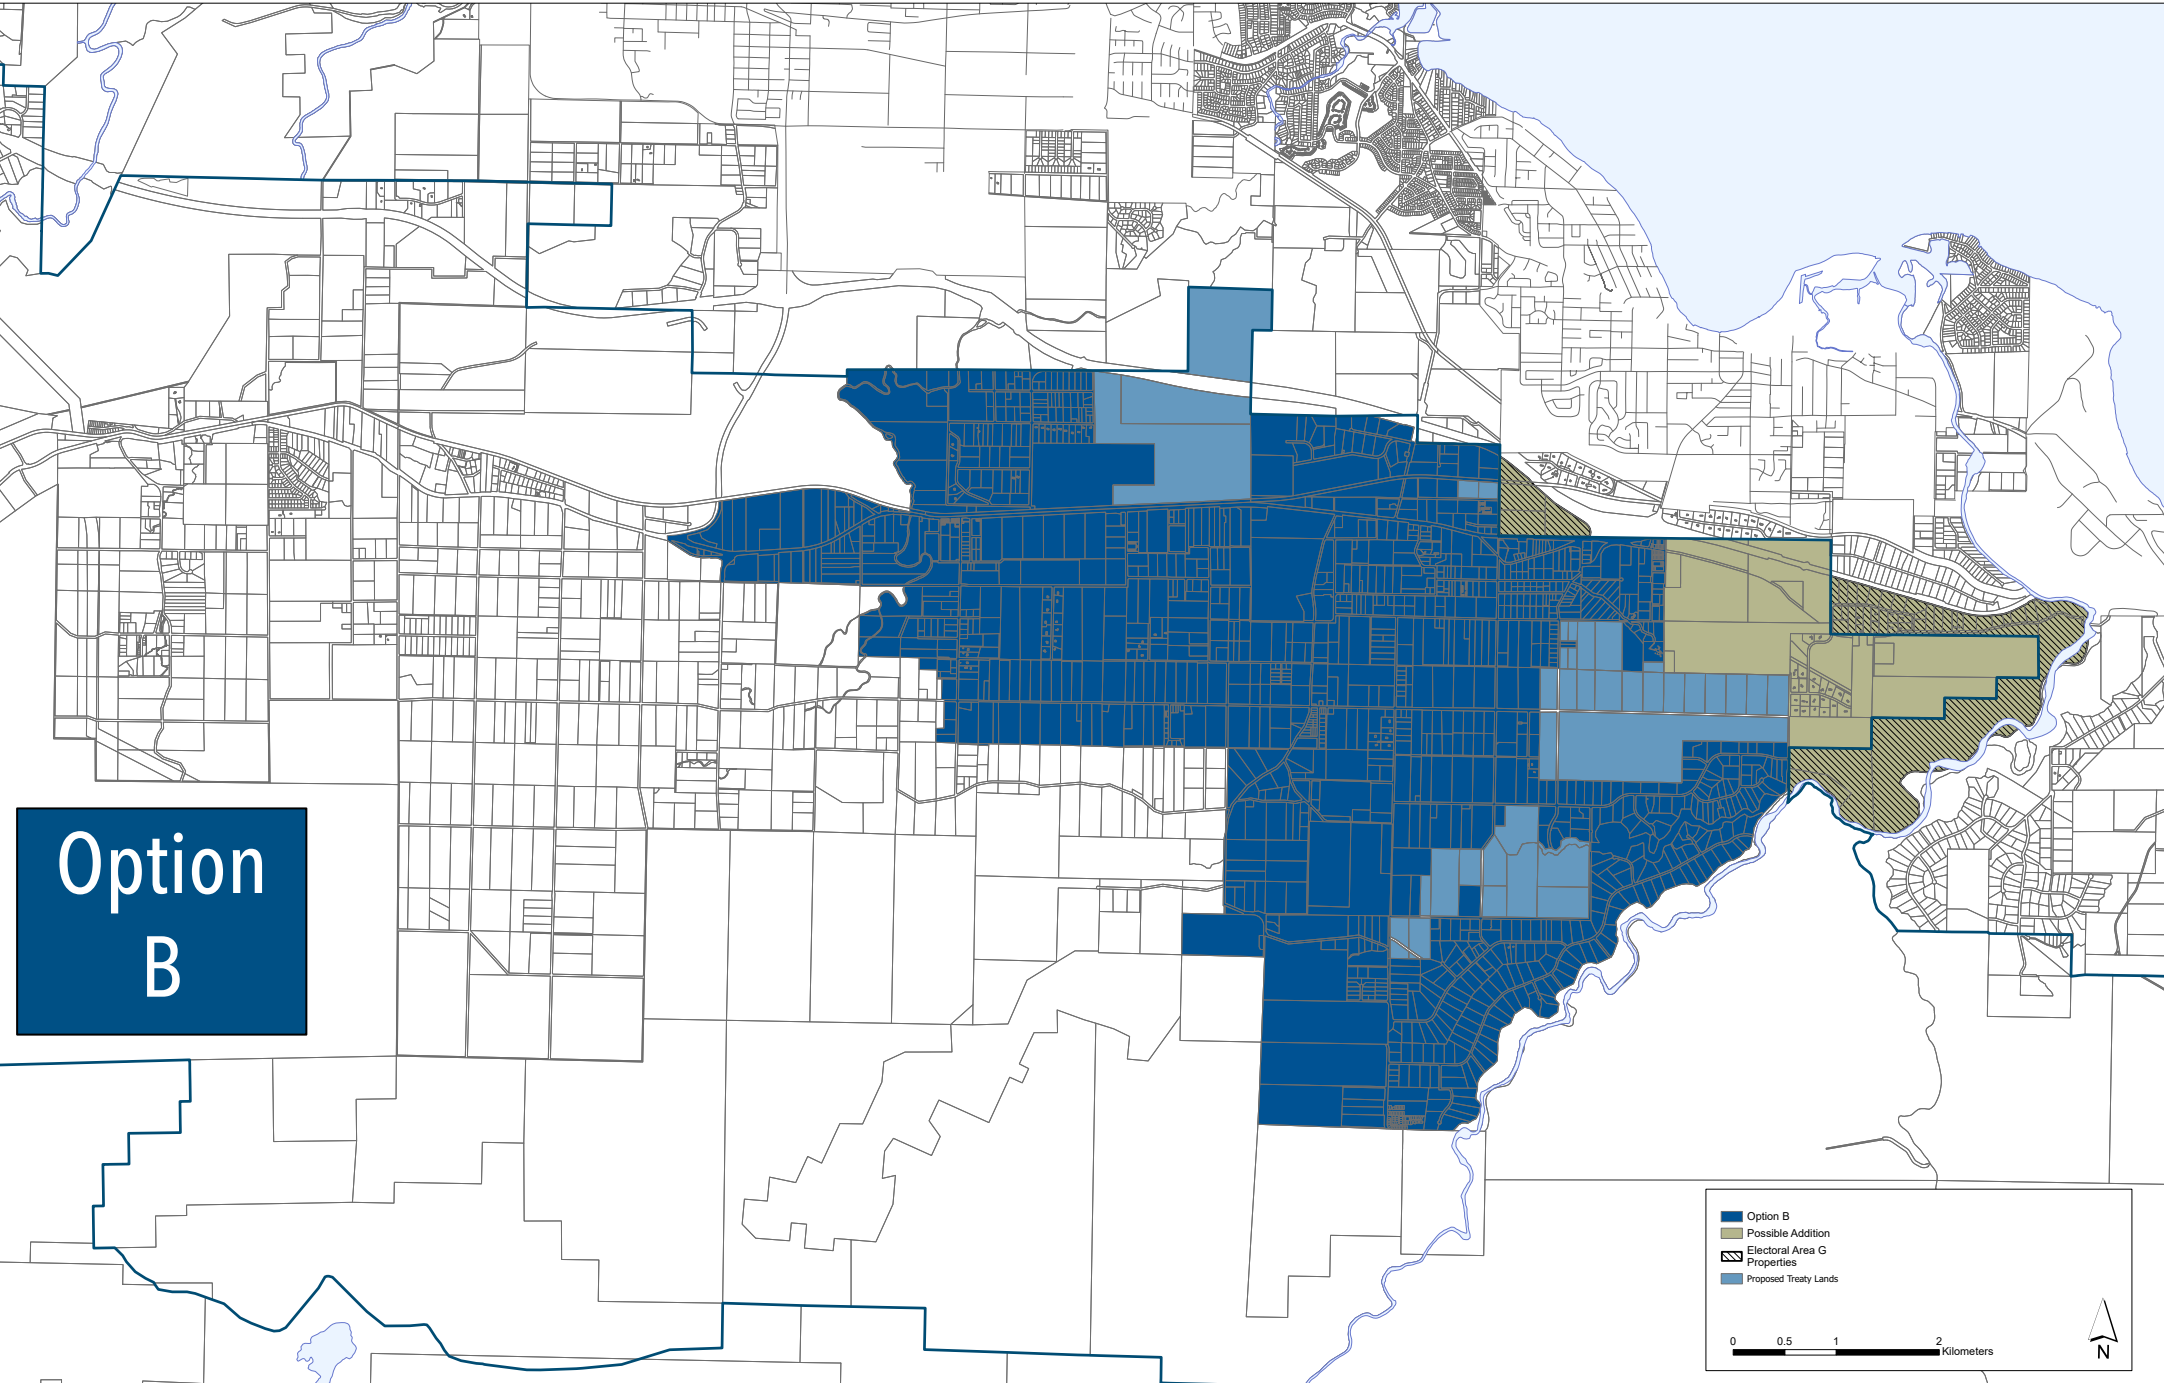 Option
B
Option B
Possible Addition
Electoral Area G
Properties
Proposed Treaty Lands
0 0.5 1 2
Kilometers
N